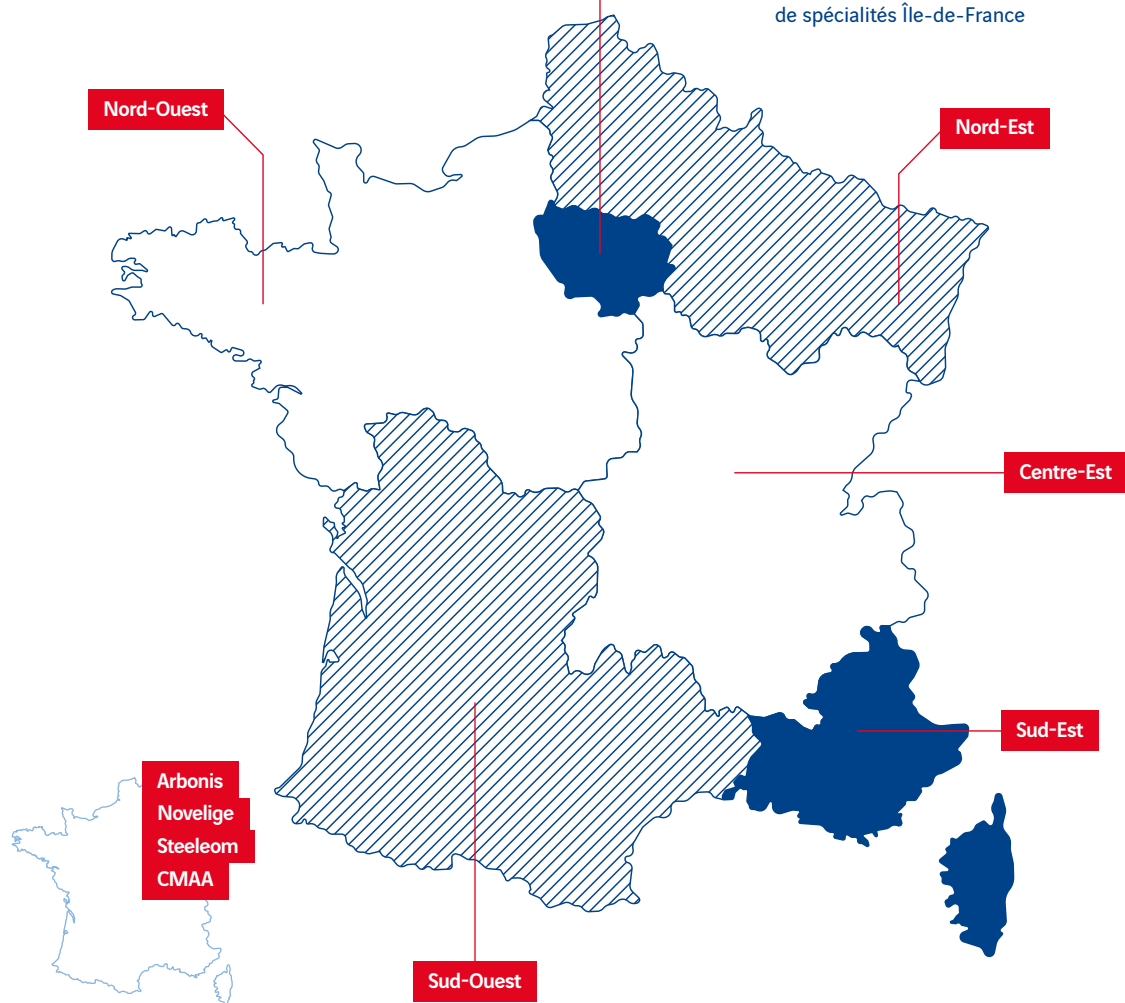 de spécialités Île-de-France
Nord-Ouest
Nord-Est
Centre-Est
Sud-Est
Arbonis
Novelige
Steeleom
CMAA
Sud-Ouest